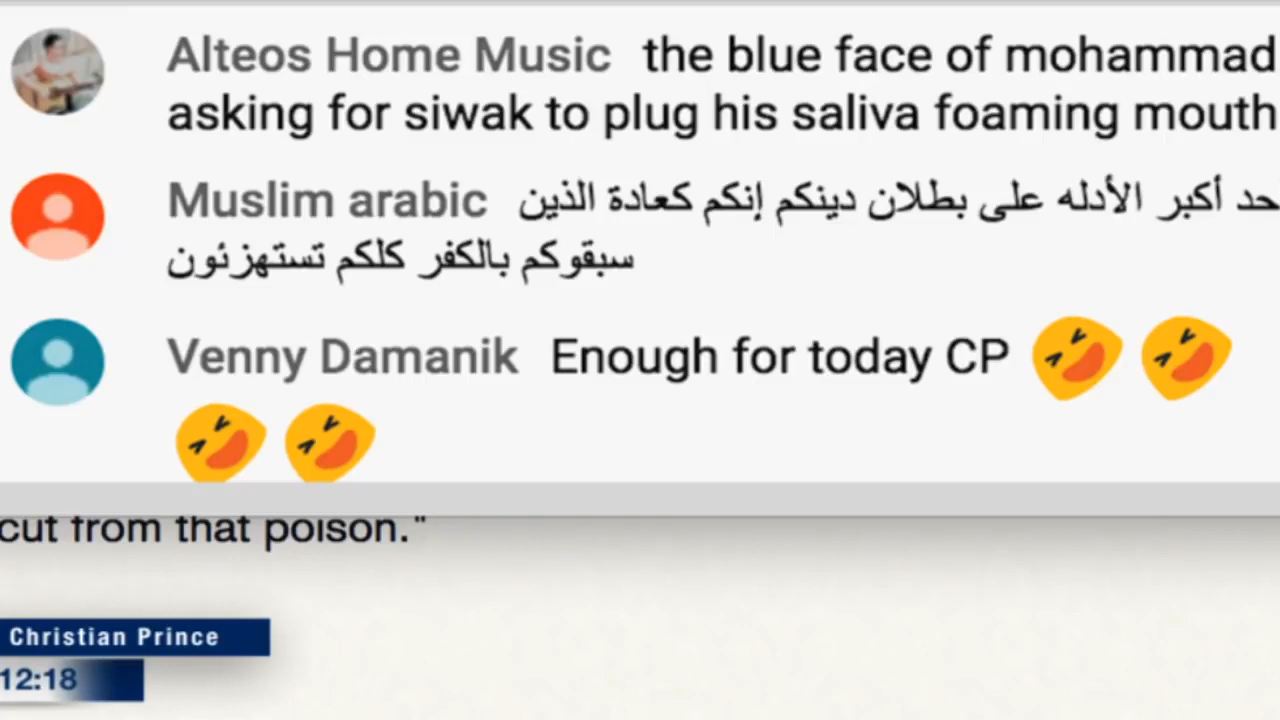 Alteos Home Music the blue face of mohammad
asking for siwak to plug his saliva foaming mouth
Muslim arabic حد أكبر الأدله على بطلان دينكم إنكم كعادة الذين
سبقوكم بالكفر كلكم تستهزئون
Venny Damanik Enough for today CP 🤣 🤣
🤣 🤣
cut from that poison."
Christian Prince
12:18